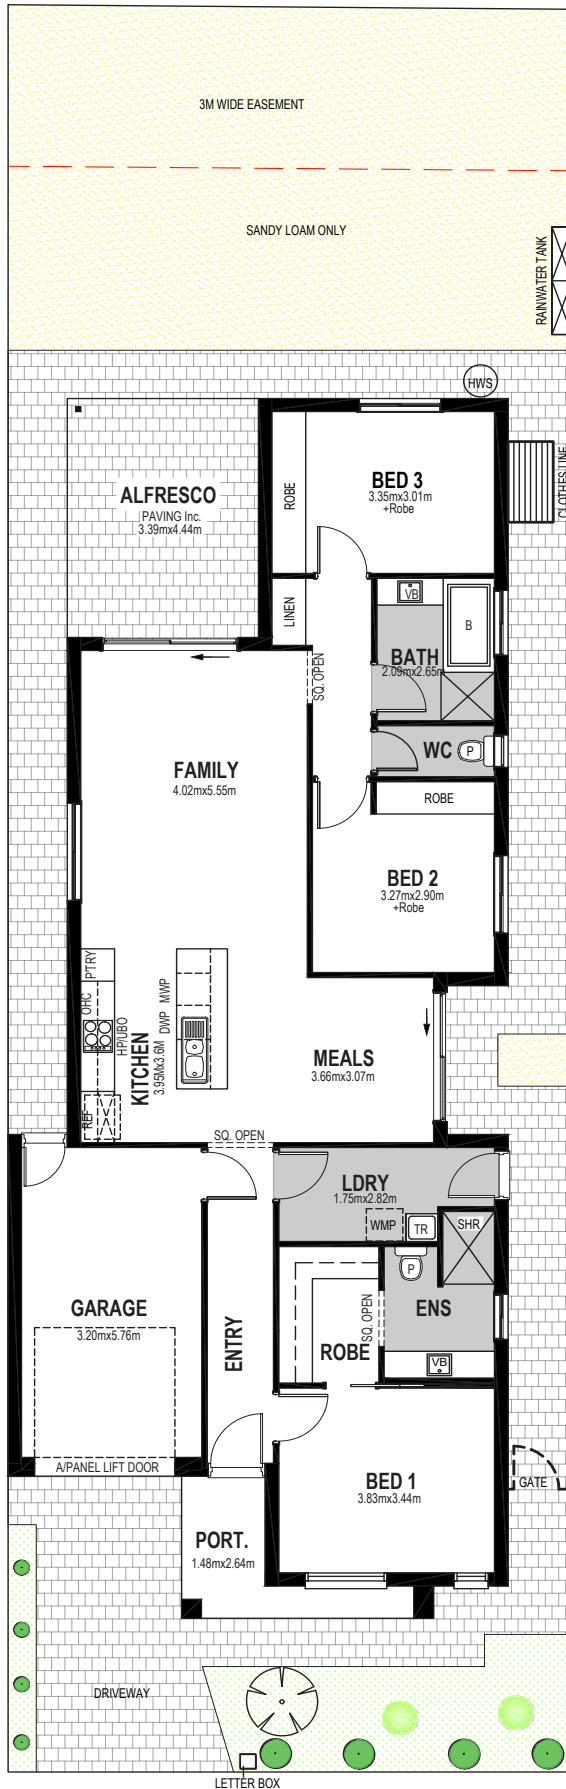 3M WIDE EASEMENT
SANDY LOAM ONLY
RAINWATER TANK
HWS
CLOTHES LINE
BED 3
3.35mx3.01m
+Robe
ROBE
ALFRESCO
PAVING Inc.
3.39mx4.44m
LINEN
VB
B
BATH
2.09mx2.65m
SQ. OPEN
WC
P
FAMILY
4.02mx5.55m
ROBE
BED 2
3.27mx2.90m
+Robe
P'TRY
OHC
HP/UBO
REF
KITCHEN
3.95Mx3.6M
DWP
MWP
MEALS
3.66mx3.07m
SQ. OPEN
LDRY
1.75mx2.82m
WMP
TR
SHR
P
ENS
SQ. OPEN
VB
ROBE
GARAGE
3.20mx5.76m
ENTRY
A/PANEL LIFT DOOR
BED 1
3.83mx3.44m
GATE
PORT.
1.48mx2.64m
DRIVEWAY
LETTER BOX